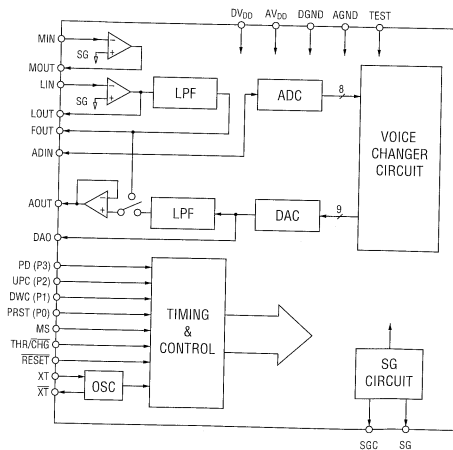 DVDD AVDD DGND AGND TEST
MIN
SG
MOUT
LIN
SG
LPF
LOUT
FOUT
ADIN
ADC
8
VOICE
CHANGER
CIRCUIT
AOUT
LPF
DAC
9
DAO
PD (P3)
UPC (P2)
DWC (P1)
PRST (P0)
MS
THR/CHG
RESET
XT
XT
OSC
TIMING
&
CONTROL
SG
CIRCUIT
SGC SG